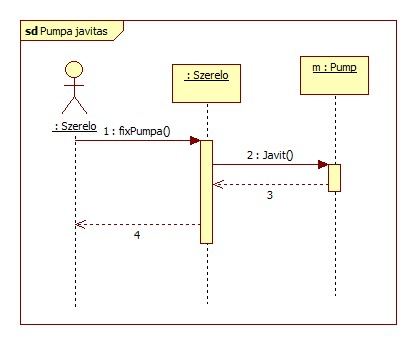 sd Pumpa javitas
: Szerelo
m : Pump
: Szerelo
1 : fixPumpa()
2 : Javit()
3
4